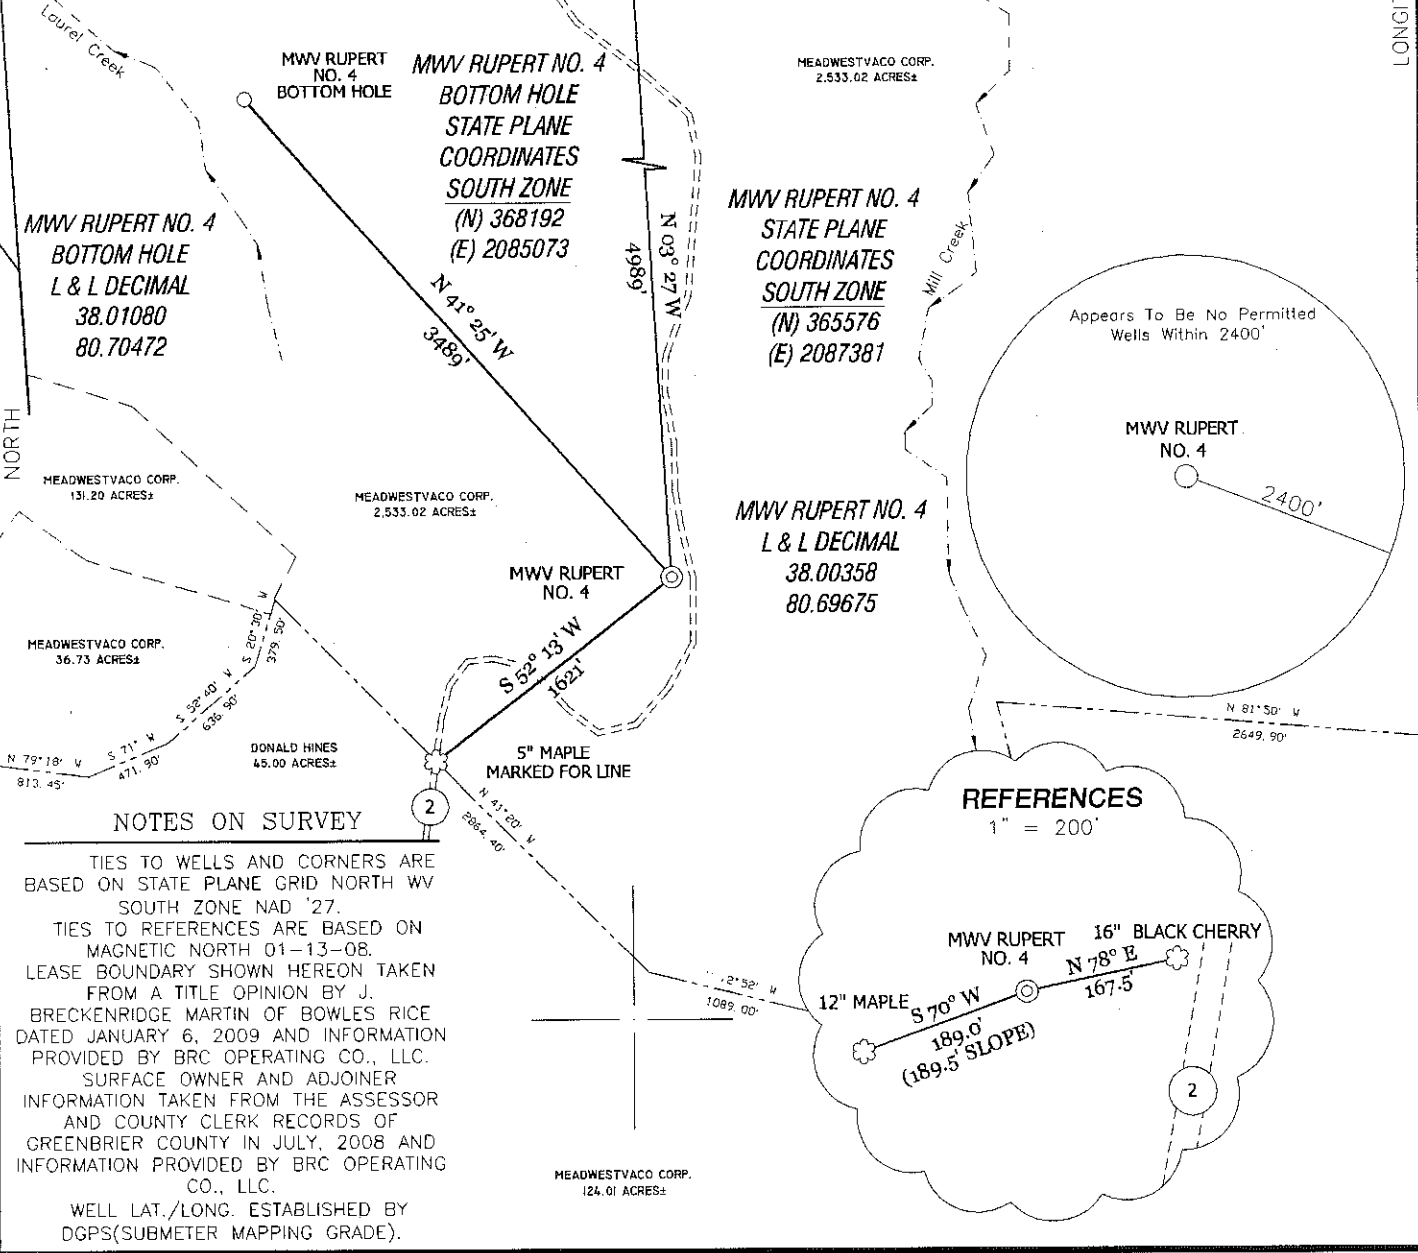 Laurel Creek
LONGI
MWV RUPERT
NO. 4
BOTTOM HOLE
MWV RUPERT NO. 4
BOTTOM HOLE
STATE PLANE
COORDINATES
SOUTH ZONE
(N) 368192
(E) 2085073
MEADWESTVACO CORP.
2,533.02 ACRES±
MWV RUPERT NO. 4
BOTTOM HOLE
L & L DECIMAL
38.01080
80.70472
MWV RUPERT NO. 4
STATE PLANE
COORDINATES
SOUTH ZONE
(N) 365576
(E) 2087381
N 03° 27' W
4989'
N 41° 25' W
3489'
Mill Creek
Appears To Be No Permitted
Wells Within 2400'
MWV RUPERT
NO. 4
2400'
NORTH
MEADWESTVACO CORP.
131.20 ACRES±
MEADWESTVACO CORP.
2,533.02 ACRES±
MWV RUPERT NO. 4
L & L DECIMAL
38.00358
80.69675
MWV RUPERT
NO. 4
S 52° 13' W
1621'
MEADWESTVACO CORP.
36.73 ACRES±
S 20°30' W
379.50'
S 52°40' W
636.90'
S 71° W
471.90'
N 79°18' W
813.45'
DONALD HINES
45.00 ACRES±
5" MAPLE
MARKED FOR LINE
2
N 41°20' W
2864.40'
N 81°50' W
2649.90'
NOTES ON SURVEY
TIES TO WELLS AND CORNERS ARE
BASED ON STATE PLANE GRID NORTH WV
SOUTH ZONE NAD '27.
TIES TO REFERENCES ARE BASED ON
MAGNETIC NORTH 01-13-08.
LEASE BOUNDARY SHOWN HEREON TAKEN
FROM A TITLE OPINION BY J.
BRECKENRIDGE MARTIN OF BOWLES RICE
DATED JANUARY 6, 2009 AND INFORMATION
PROVIDED BY BRC OPERATING CO., LLC.
SURFACE OWNER AND ADJOINER
INFORMATION TAKEN FROM THE ASSESSOR
AND COUNTY CLERK RECORDS OF
GREENBRIER COUNTY IN JULY, 2008 AND
INFORMATION PROVIDED BY BRC OPERATING
CO., LLC.
WELL LAT./LONG. ESTABLISHED BY
DGPS(SUBMETER MAPPING GRADE).
2°52' W
1089.00'
REFERENCES
1" = 200'
MWV RUPERT
NO. 4
16" BLACK CHERRY
N 78° E
167.5'
12" MAPLE
S 70° W
189.0'
(189.5' SLOPE)
2
MEADWESTVACO CORP.
124.01 ACRES±